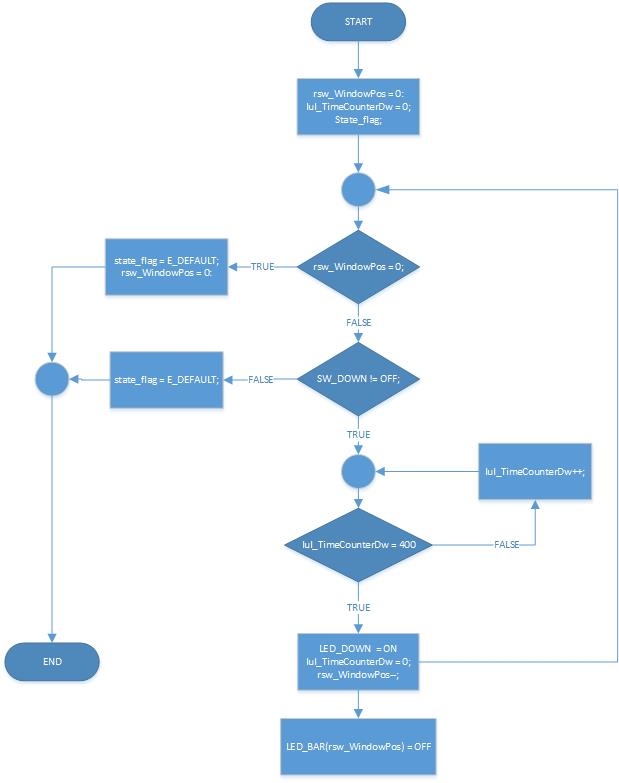 START
rsw_WindowPos = 0:
lul_TimeCounterDw = 0;
State_flag;
state_flag = E_DEFAULT;
rsw_WindowPos = 0:
TRUE
rsw_WindowPos = 0;
FALSE
state_flag = E_DEFAULT;
FALSE
SW_DOWN != OFF;
TRUE
lul_TimeCounterDw++;
lul_TimeCounterDw = 400
FALSE
TRUE
LED_DOWN = ON
lul_TimeCounterDw = 0;
rsw_WindowPos--;
END
LED_BAR(rsw_WindowPos) = OFF